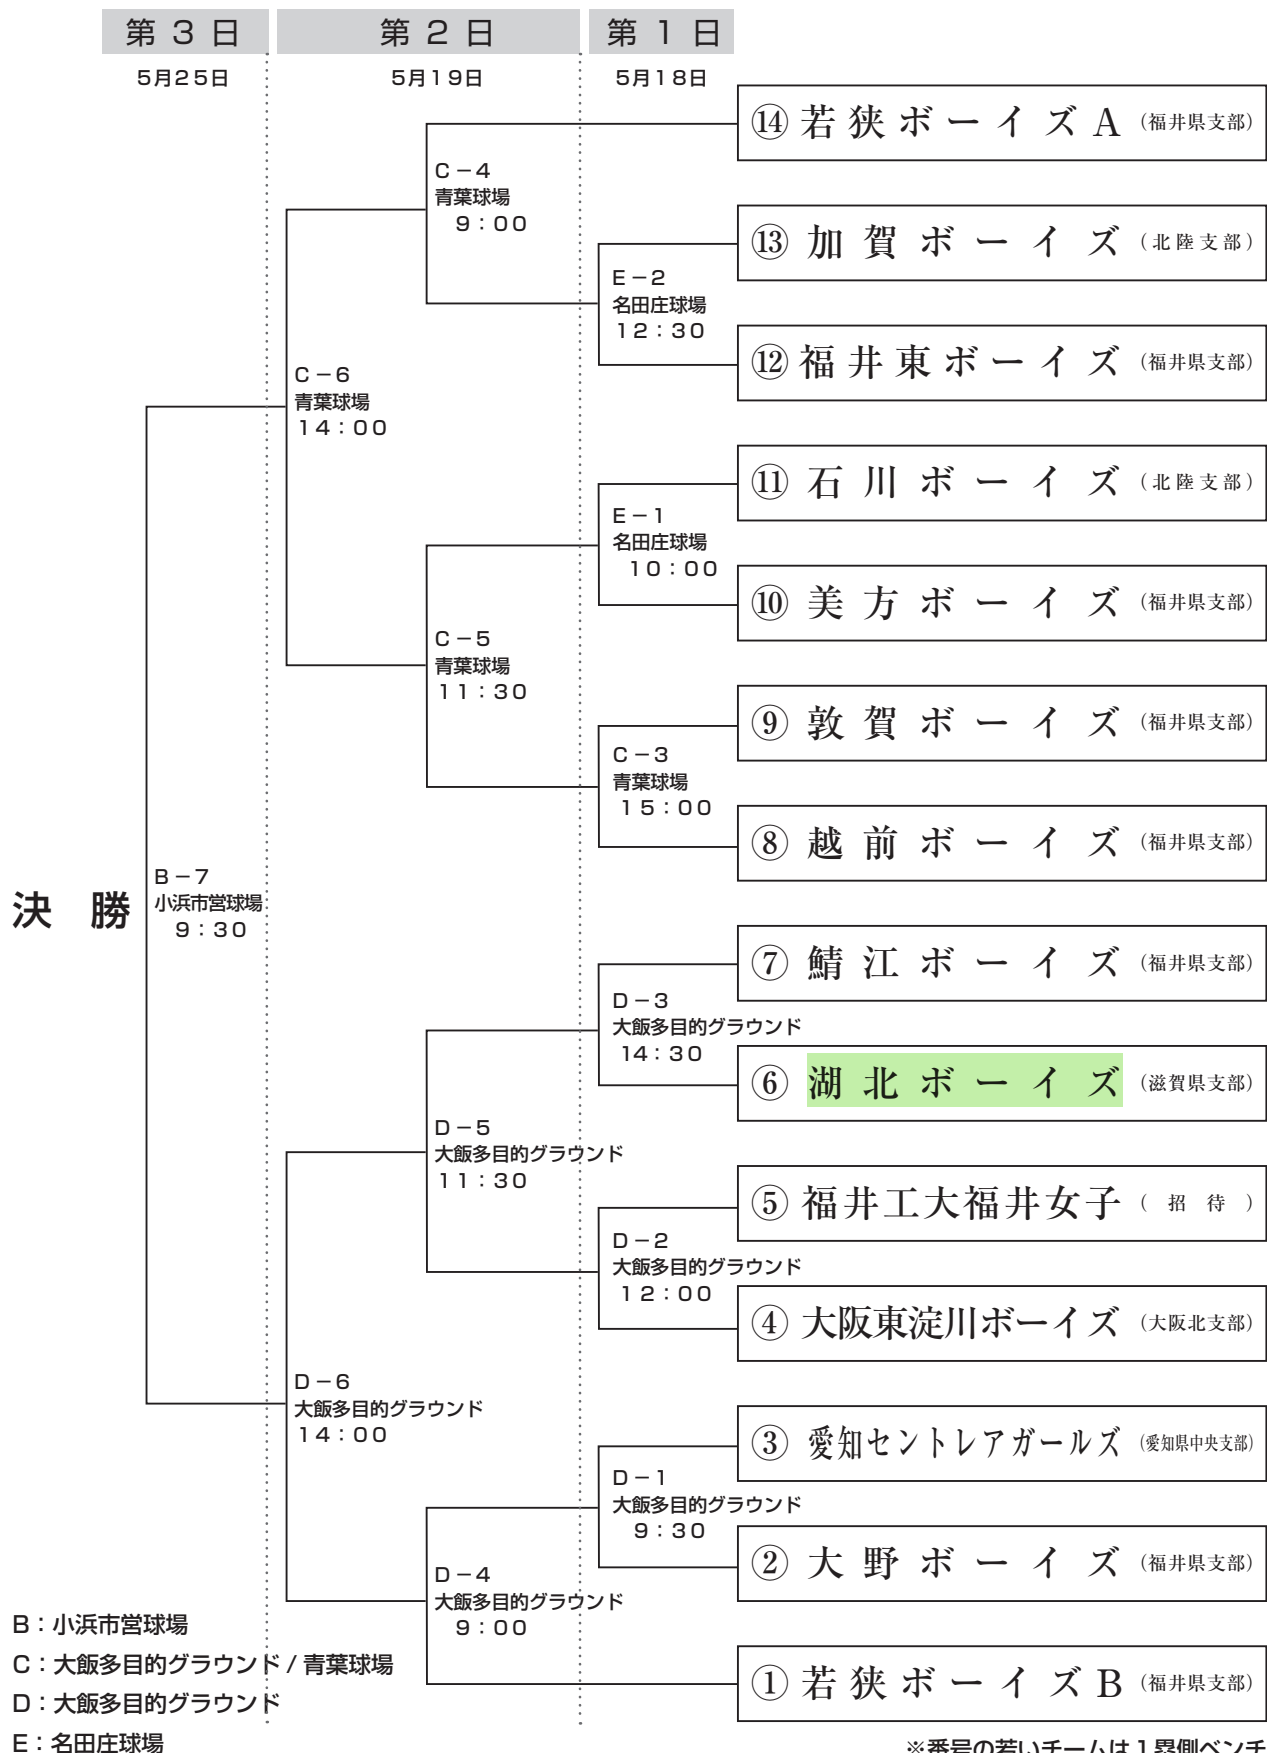 第3日
第2日
第1日
5月25日
5月19日
5月18日
⑭ 若狭ボーイズA (福井県支部)
C－4
青葉球場
9：00
⑬ 加賀ボーイズ (北陸支部)
E－2
名田庄球場
12：30
⑫ 福井東ボーイズ (福井県支部)
C－6
青葉球場
14：00
⑪ 石川ボーイズ (北陸支部)
E－1
名田庄球場
10：00
⑩ 美方ボーイズ (福井県支部)
C－5
青葉球場
11：30
⑨ 敦賀ボーイズ (福井県支部)
C－3
青葉球場
15：00
⑧ 越前ボーイズ (福井県支部)
決勝
B－7
小浜市営球場
9：30
⑦ 鯖江ボーイズ (福井県支部)
D－3
大飯多目的グラウンド
14：30
⑥ 湖北ボーイズ (滋賀県支部)
D－5
大飯多目的グラウンド
11：30
⑤ 福井工大福井女子 (招待)
D－2
大飯多目的グラウンド
12：00
④ 大阪東淀川ボーイズ (大阪北支部)
D－6
大飯多目的グラウンド
14：00
③ 愛知セントレアガールズ (愛知県中央支部)
D－1
大飯多目的グラウンド
9：30
② 大野ボーイズ (福井県支部)
D－4
大飯多目的グラウンド
9：00
① 若狭ボーイズB (福井県支部)
B：小浜市営球場
C：大飯多目的グラウンド / 青葉球場
D：大飯多目的グラウンド
E：名田庄球場
※番号の若いチームは1塁側ベンチ